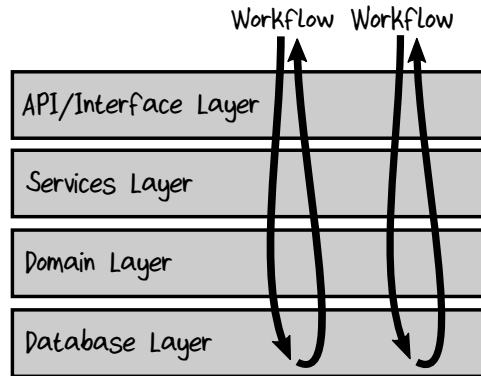 Workflow Workflow
API/Interface Layer
Services Layer
Domain Layer
Database Layer